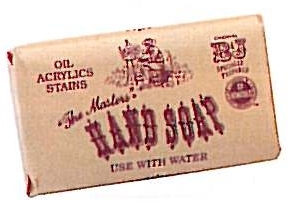 OIL
ACRYLICS
STAINS
B&J
"The Masters"
HAND SOAP
USE WITH WATER